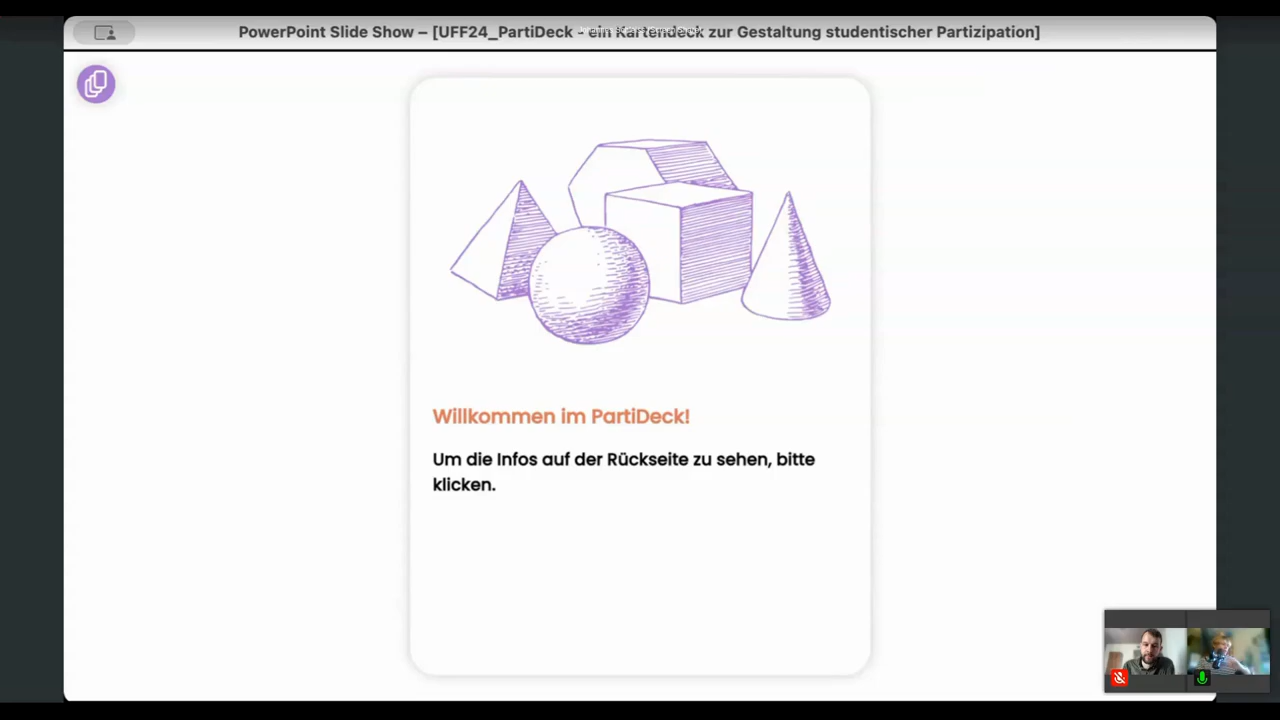 PowerPoint Slide Show – [UFF24_PartiDeck - ein Kartendeck zur Gestaltung studentischer Partizipation]
Willkommen im PartiDeck!
Um die Infos auf der Rückseite zu sehen, bitte
klicken.